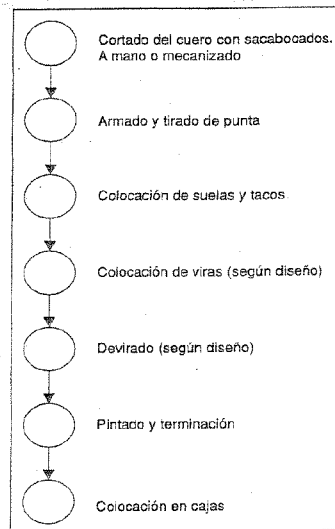 Cortado del cuero con sacabocados.
A mano o mecanizado
Armado y tirado de punta
Colocación de suelas y tacos
Colocación de viras (según diseño)
Devirado (según diseño)
Pintado y terminación
Colocación en cajas